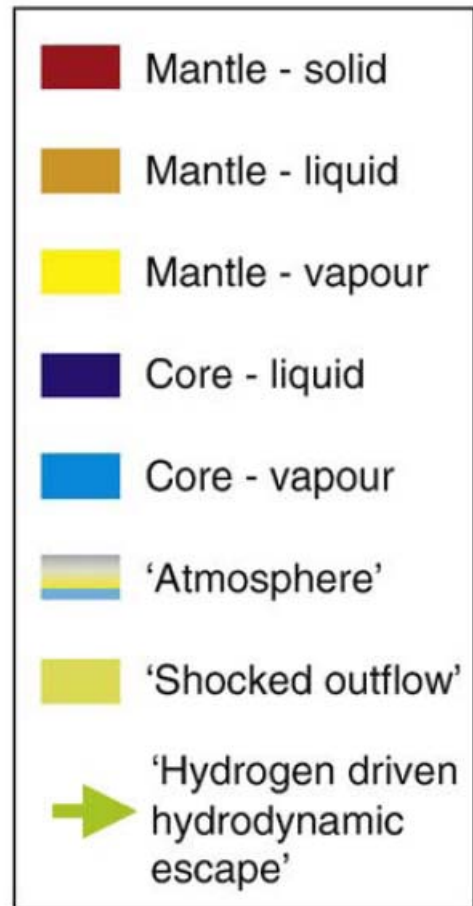 Mantle - solid
Mantle - liquid
Mantle - vapour
Core - liquid
Core - vapour
‘Atmosphere’
‘Shocked outflow’
‘Hydrogen driven
hydrodynamic
escape’